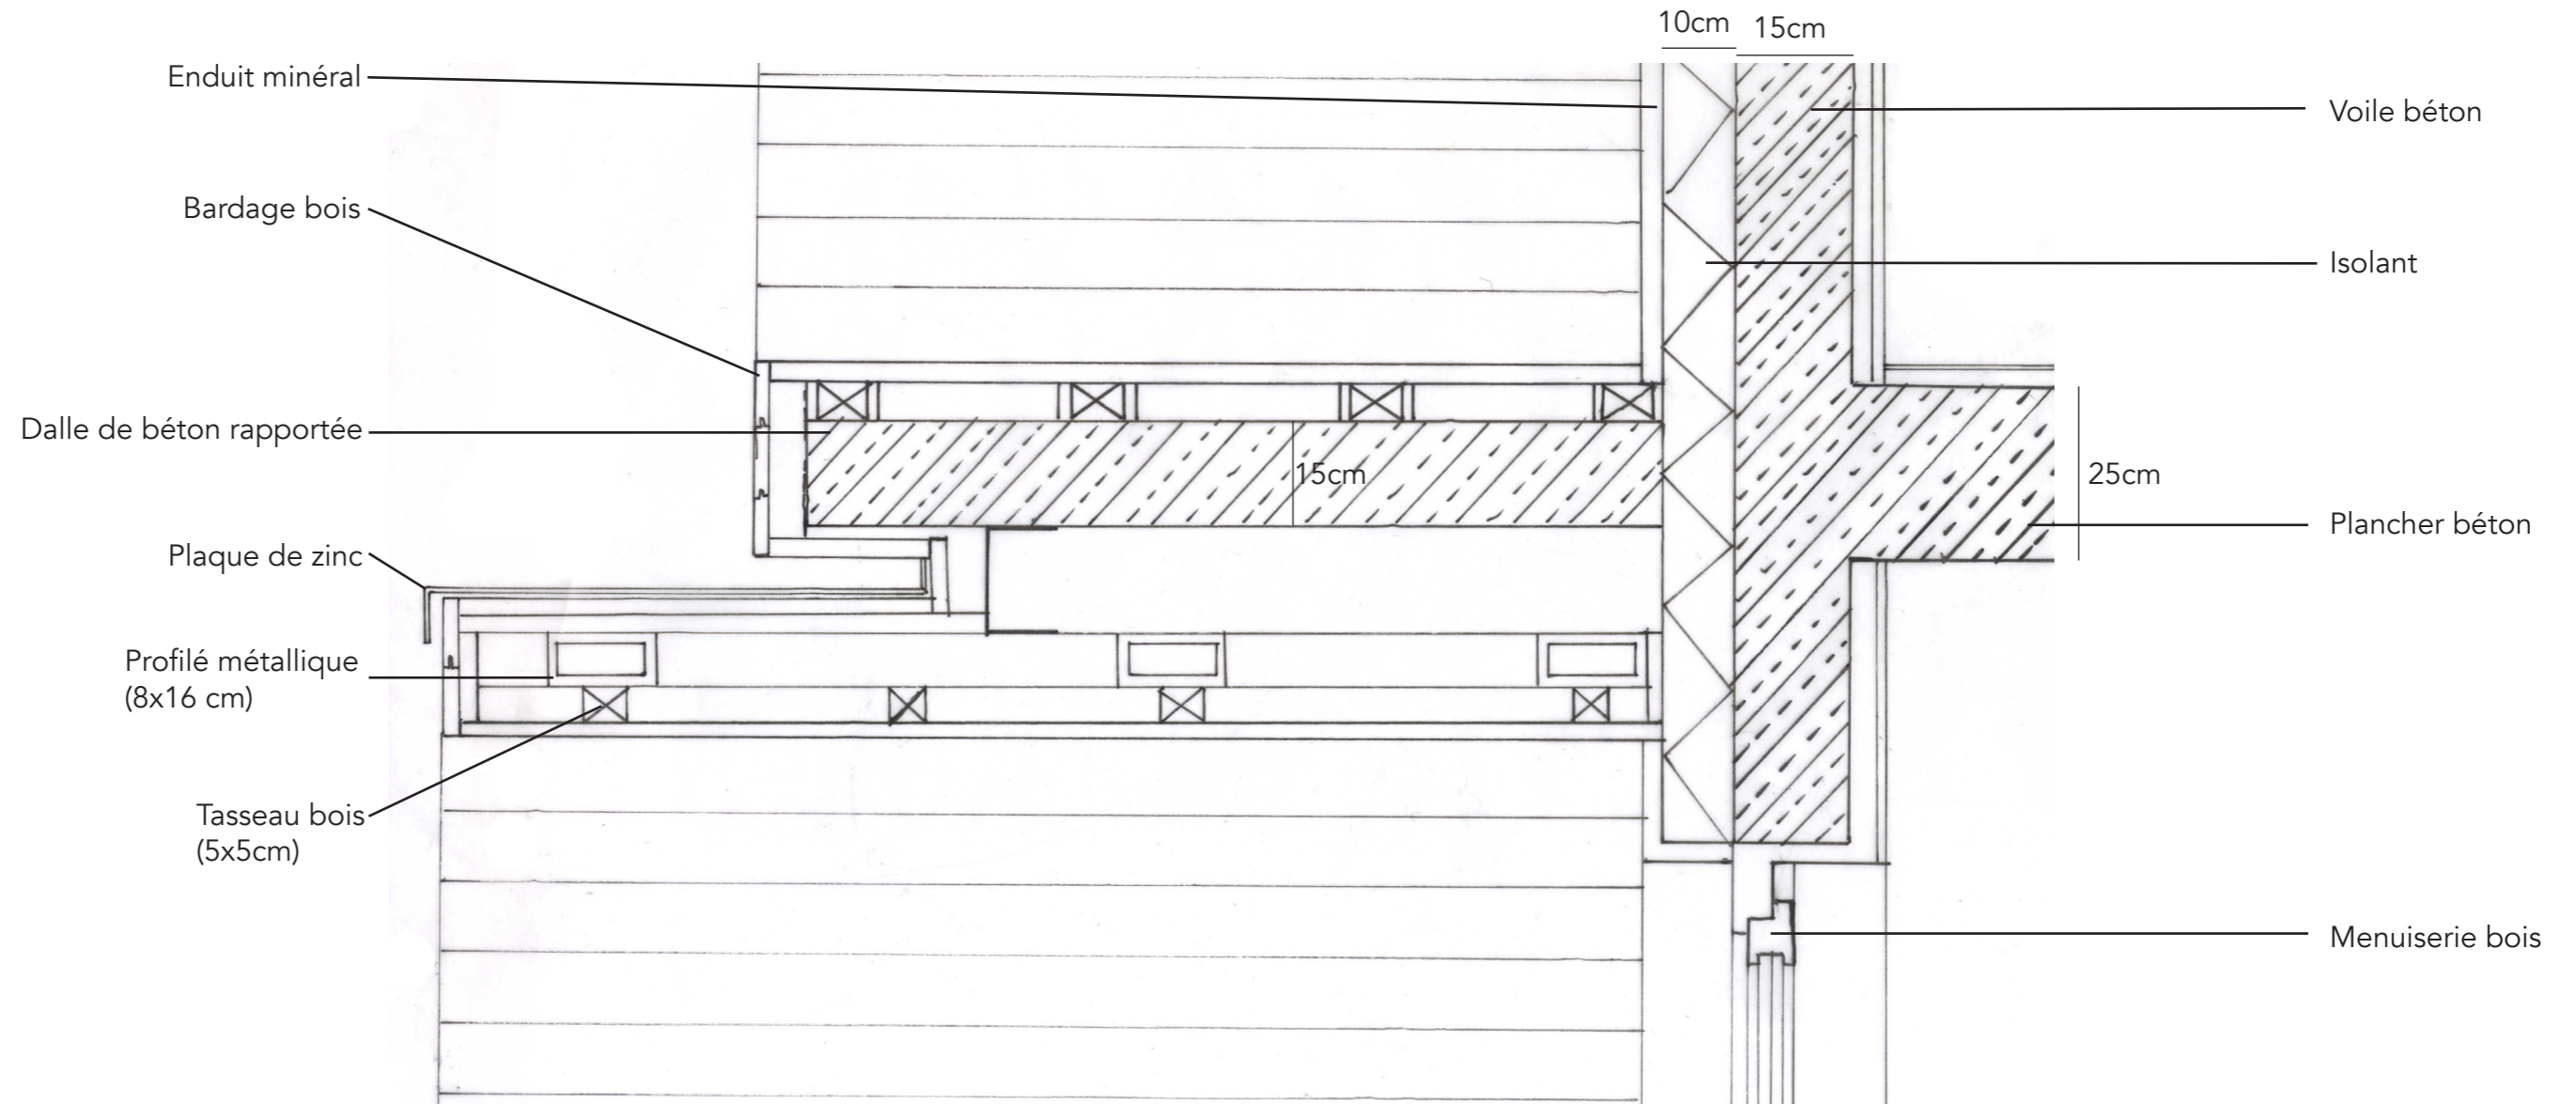 10cm
15cm
Enduit minéral
Voile béton
Bardage bois
Isolant
Dalle de béton rapportée
15cm
25cm
Plancher béton
Plaque de zinc
Profilé métallique
(8x16 cm)
Tasseau bois
(5x5cm)
Menuiserie bois